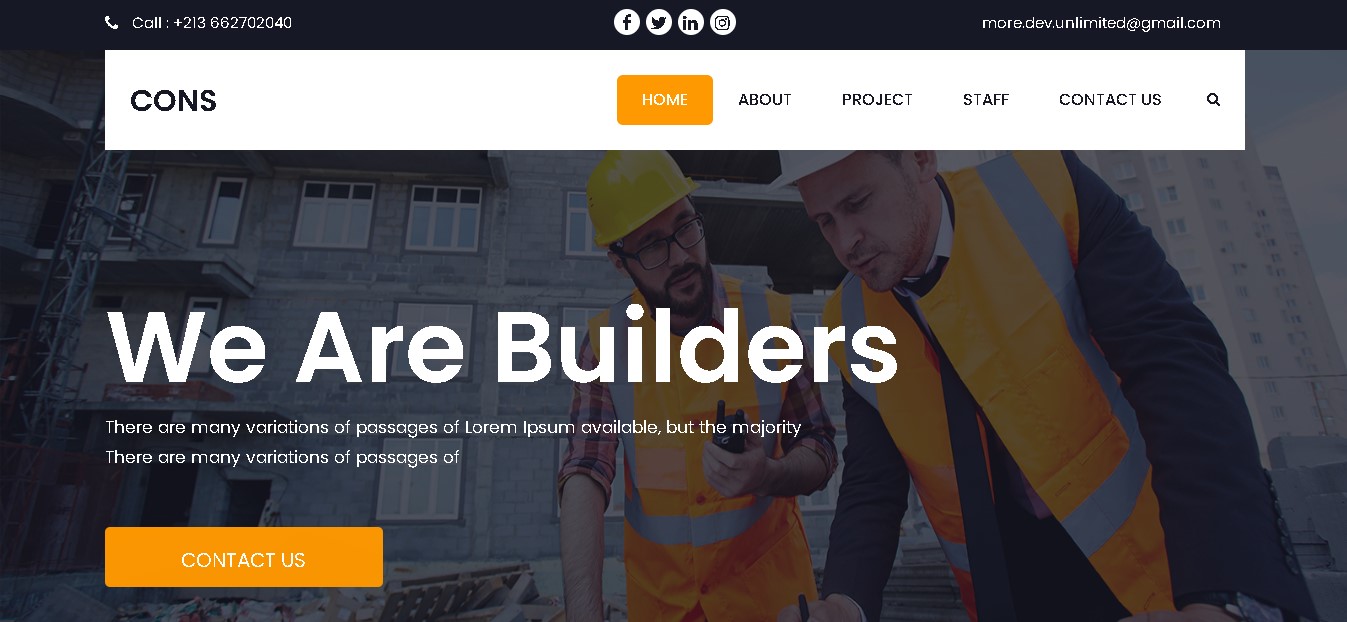 Call : +213 662702040
more.dev.unlimited@gmail.com
CONS
HOME ABOUT PROJECT STAFF CONTACT US
We Are Builders
There are many variations of passages of Lorem Ipsum available, but the majority
There are many variations of passages of
CONTACT US